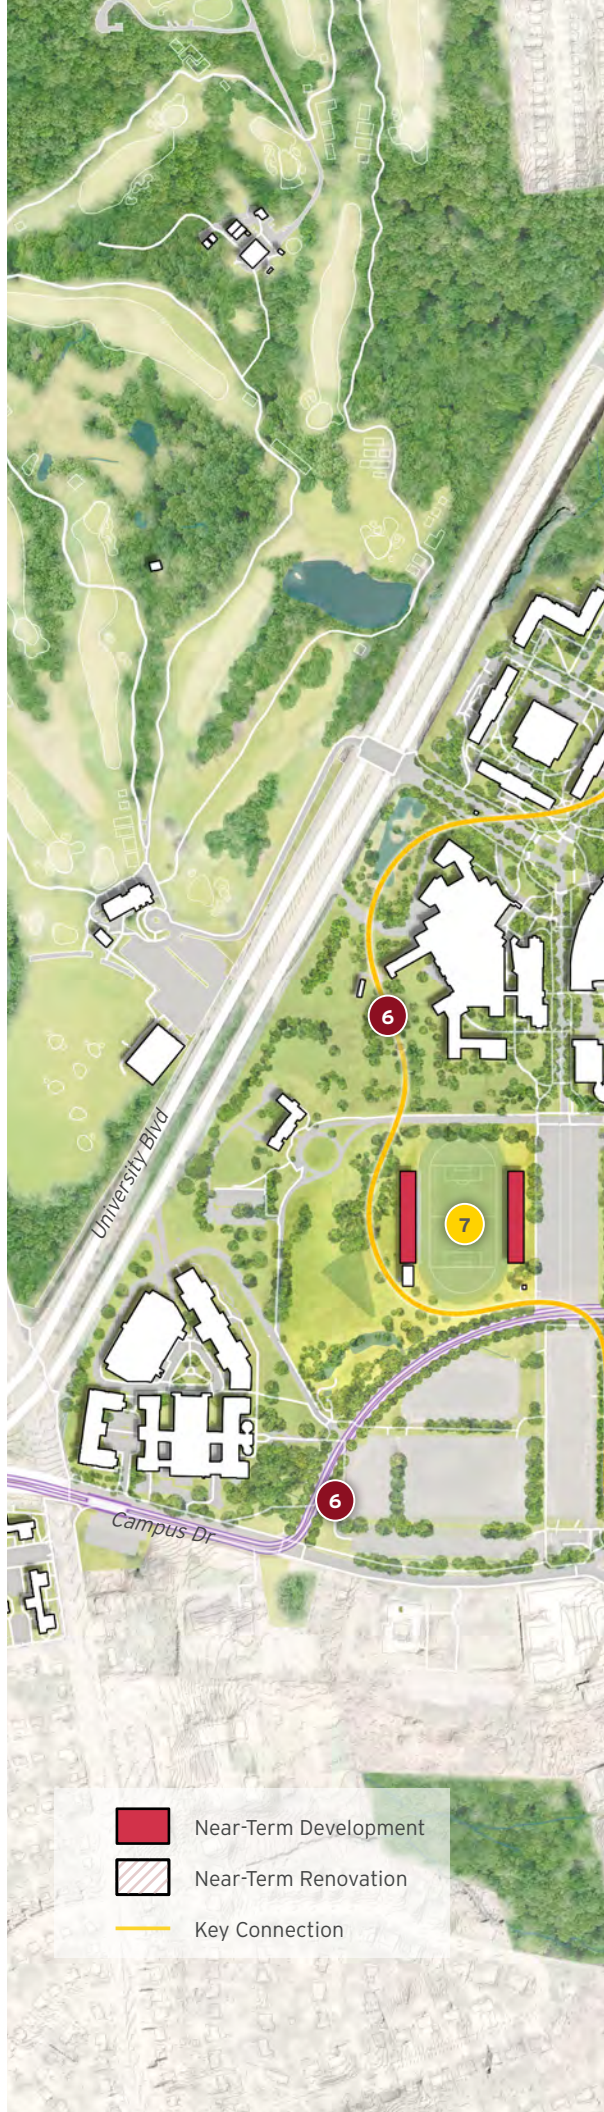 6
University Blvd
7
6
Campus Dr
Near-Term Development
Near-Term Renovation
Key Connection